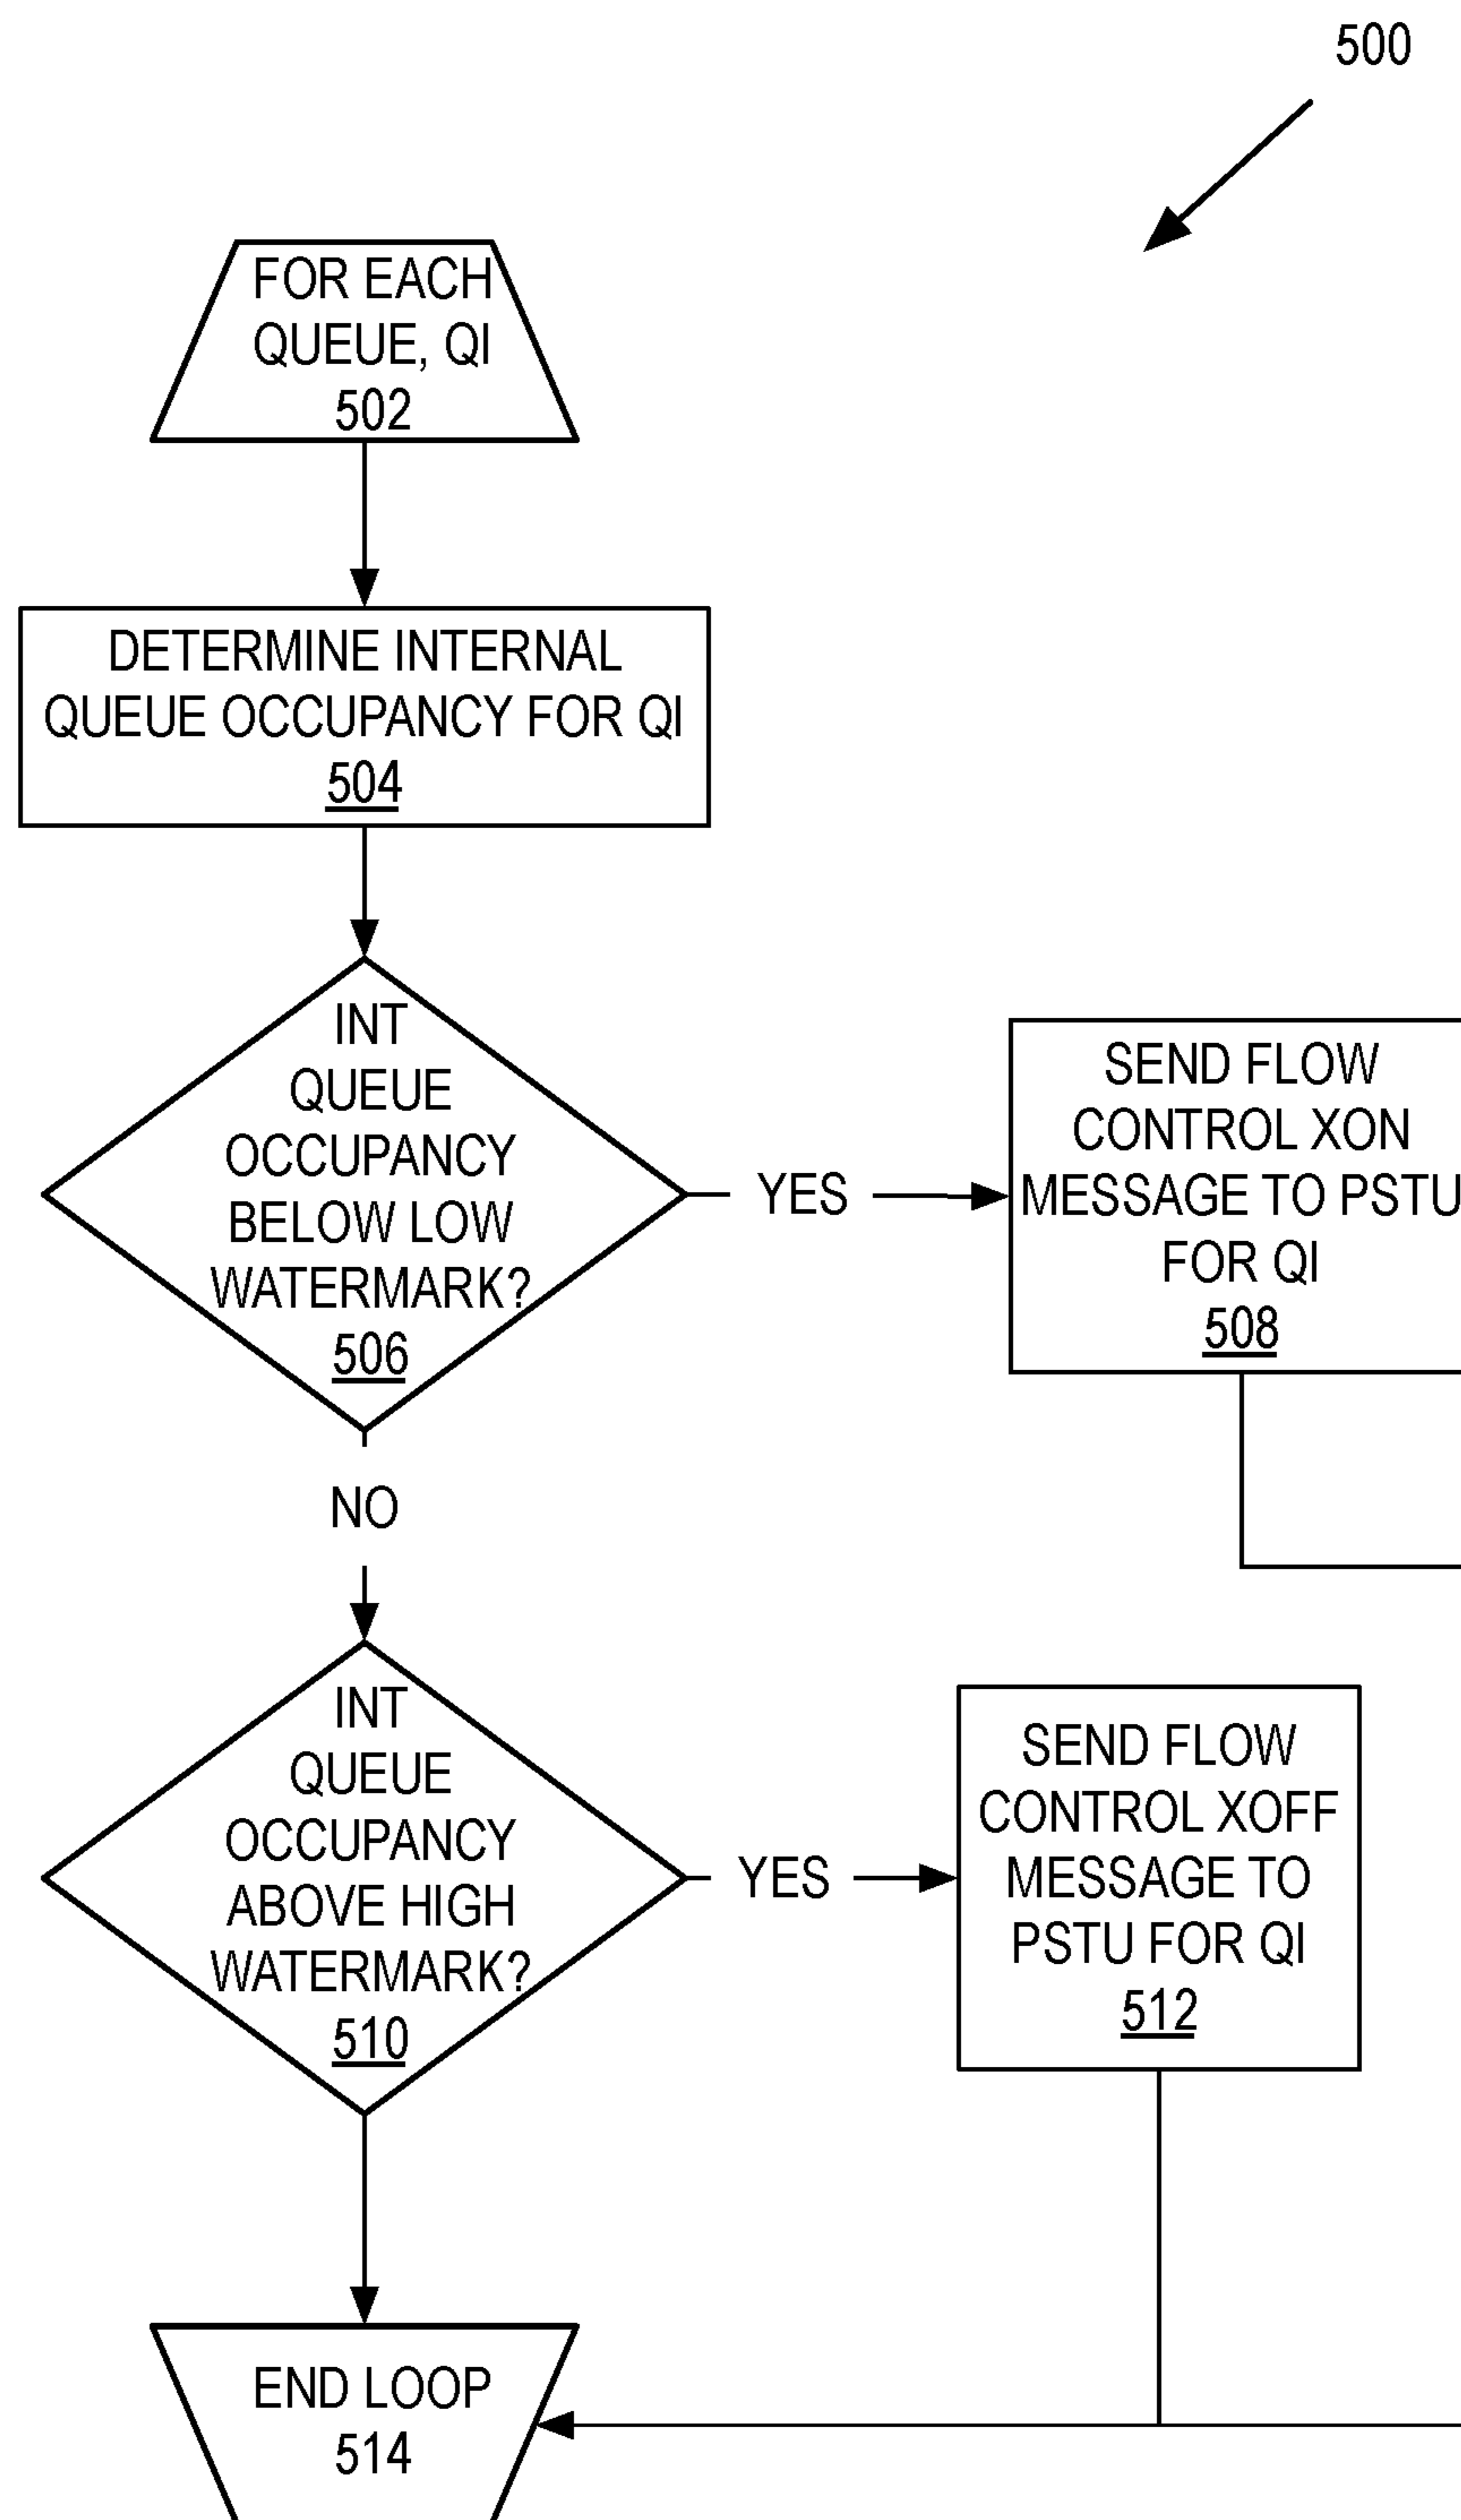 500
FOR EACH
QUEUE, QI
502
DETERMINE INTERNAL
QUEUE OCCUPANCY FOR QI
504
INT
QUEUE
OCCUPANCY
BELOW LOW
WATERMARK?
506
YES
SEND FLOW
CONTROL XON
MESSAGE TO PSTU
FOR QI
508
NO
INT
QUEUE
OCCUPANCY
ABOVE HIGH
WATERMARK?
510
YES
SEND FLOW
CONTROL XOFF
MESSAGE TO
PSTU FOR QI
512
END LOOP
514